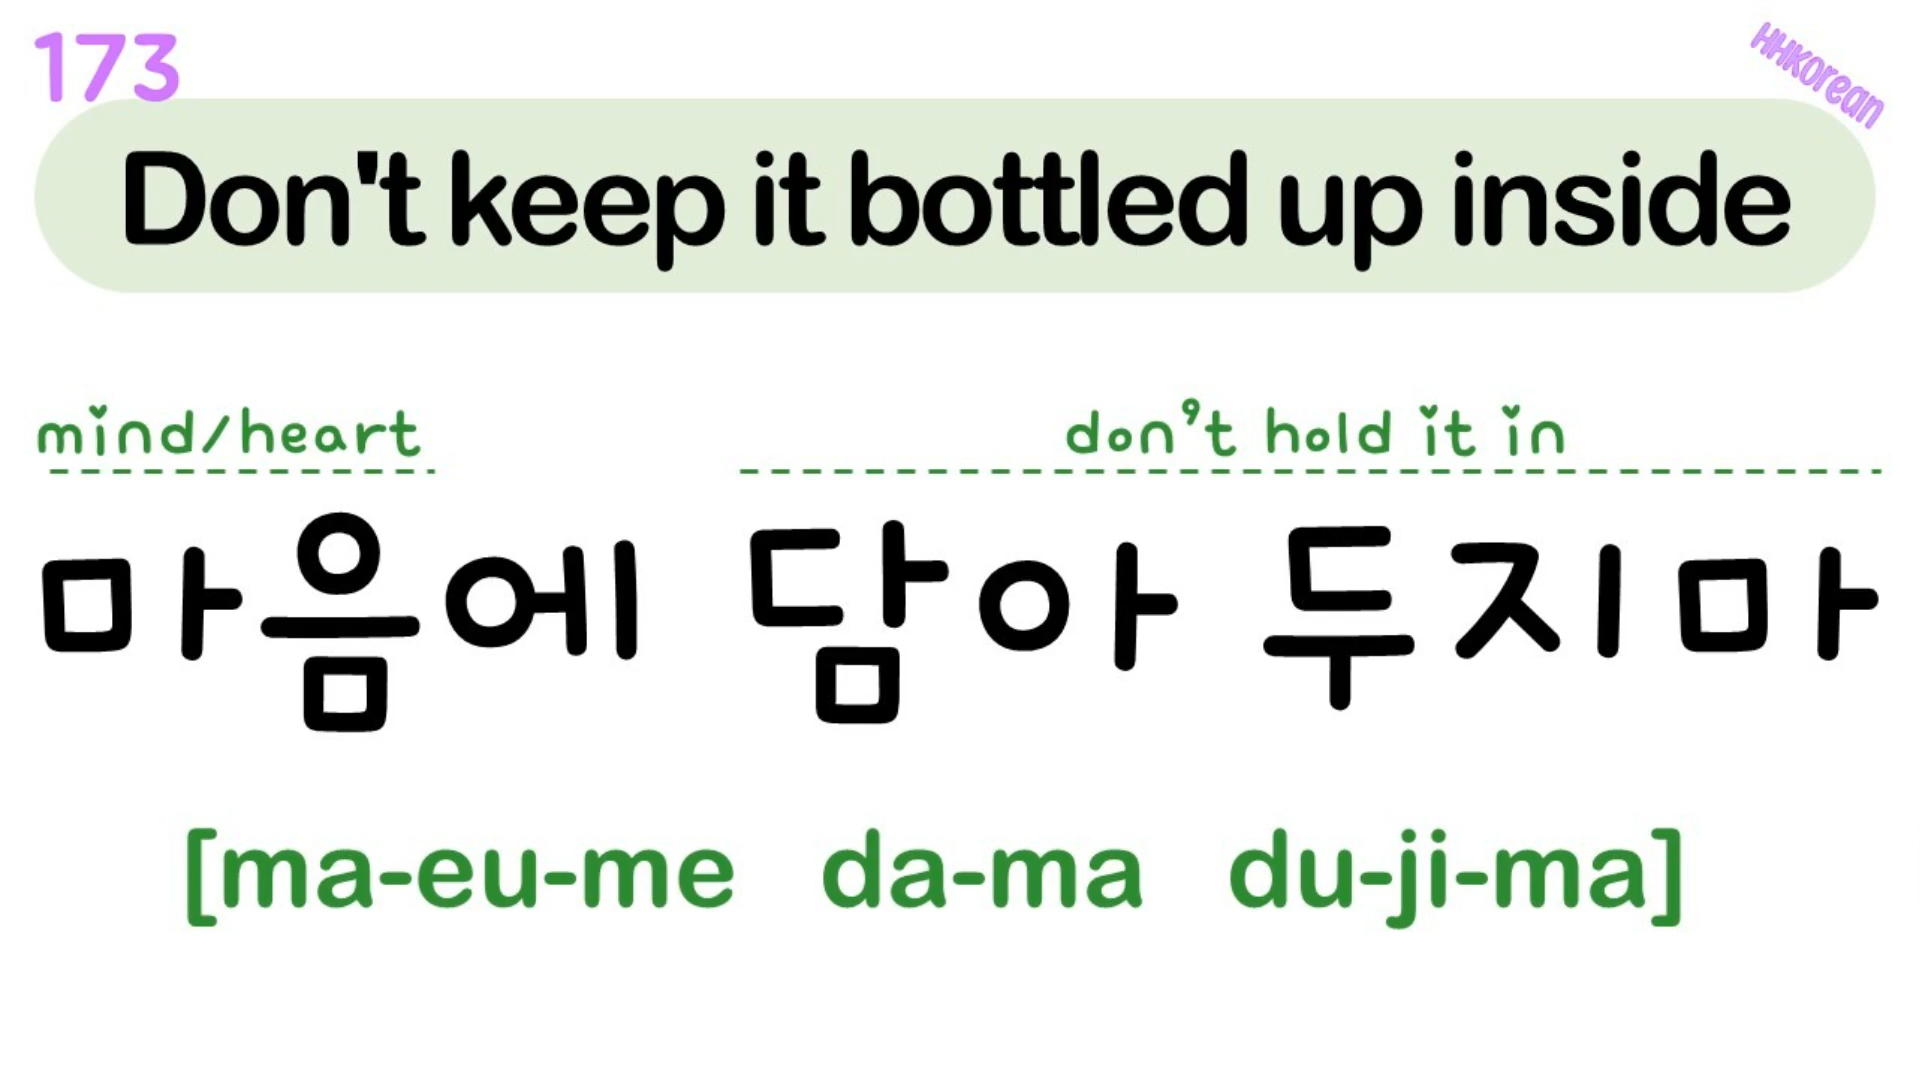 173
HHKorean
Don't keep it bottled up inside
mind/heart don't hold it in
마음에 담아 두지마
[ma-eu-me da-ma du-ji-ma]